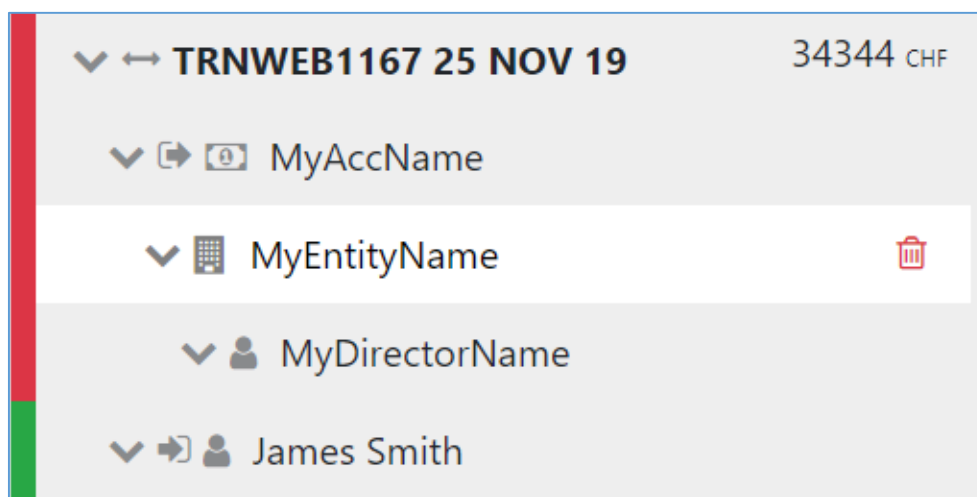 TRNWEB1167 25 NOV 19 34344 CHF
MyAccName
MyEntityName
MyDirectorName
James Smith